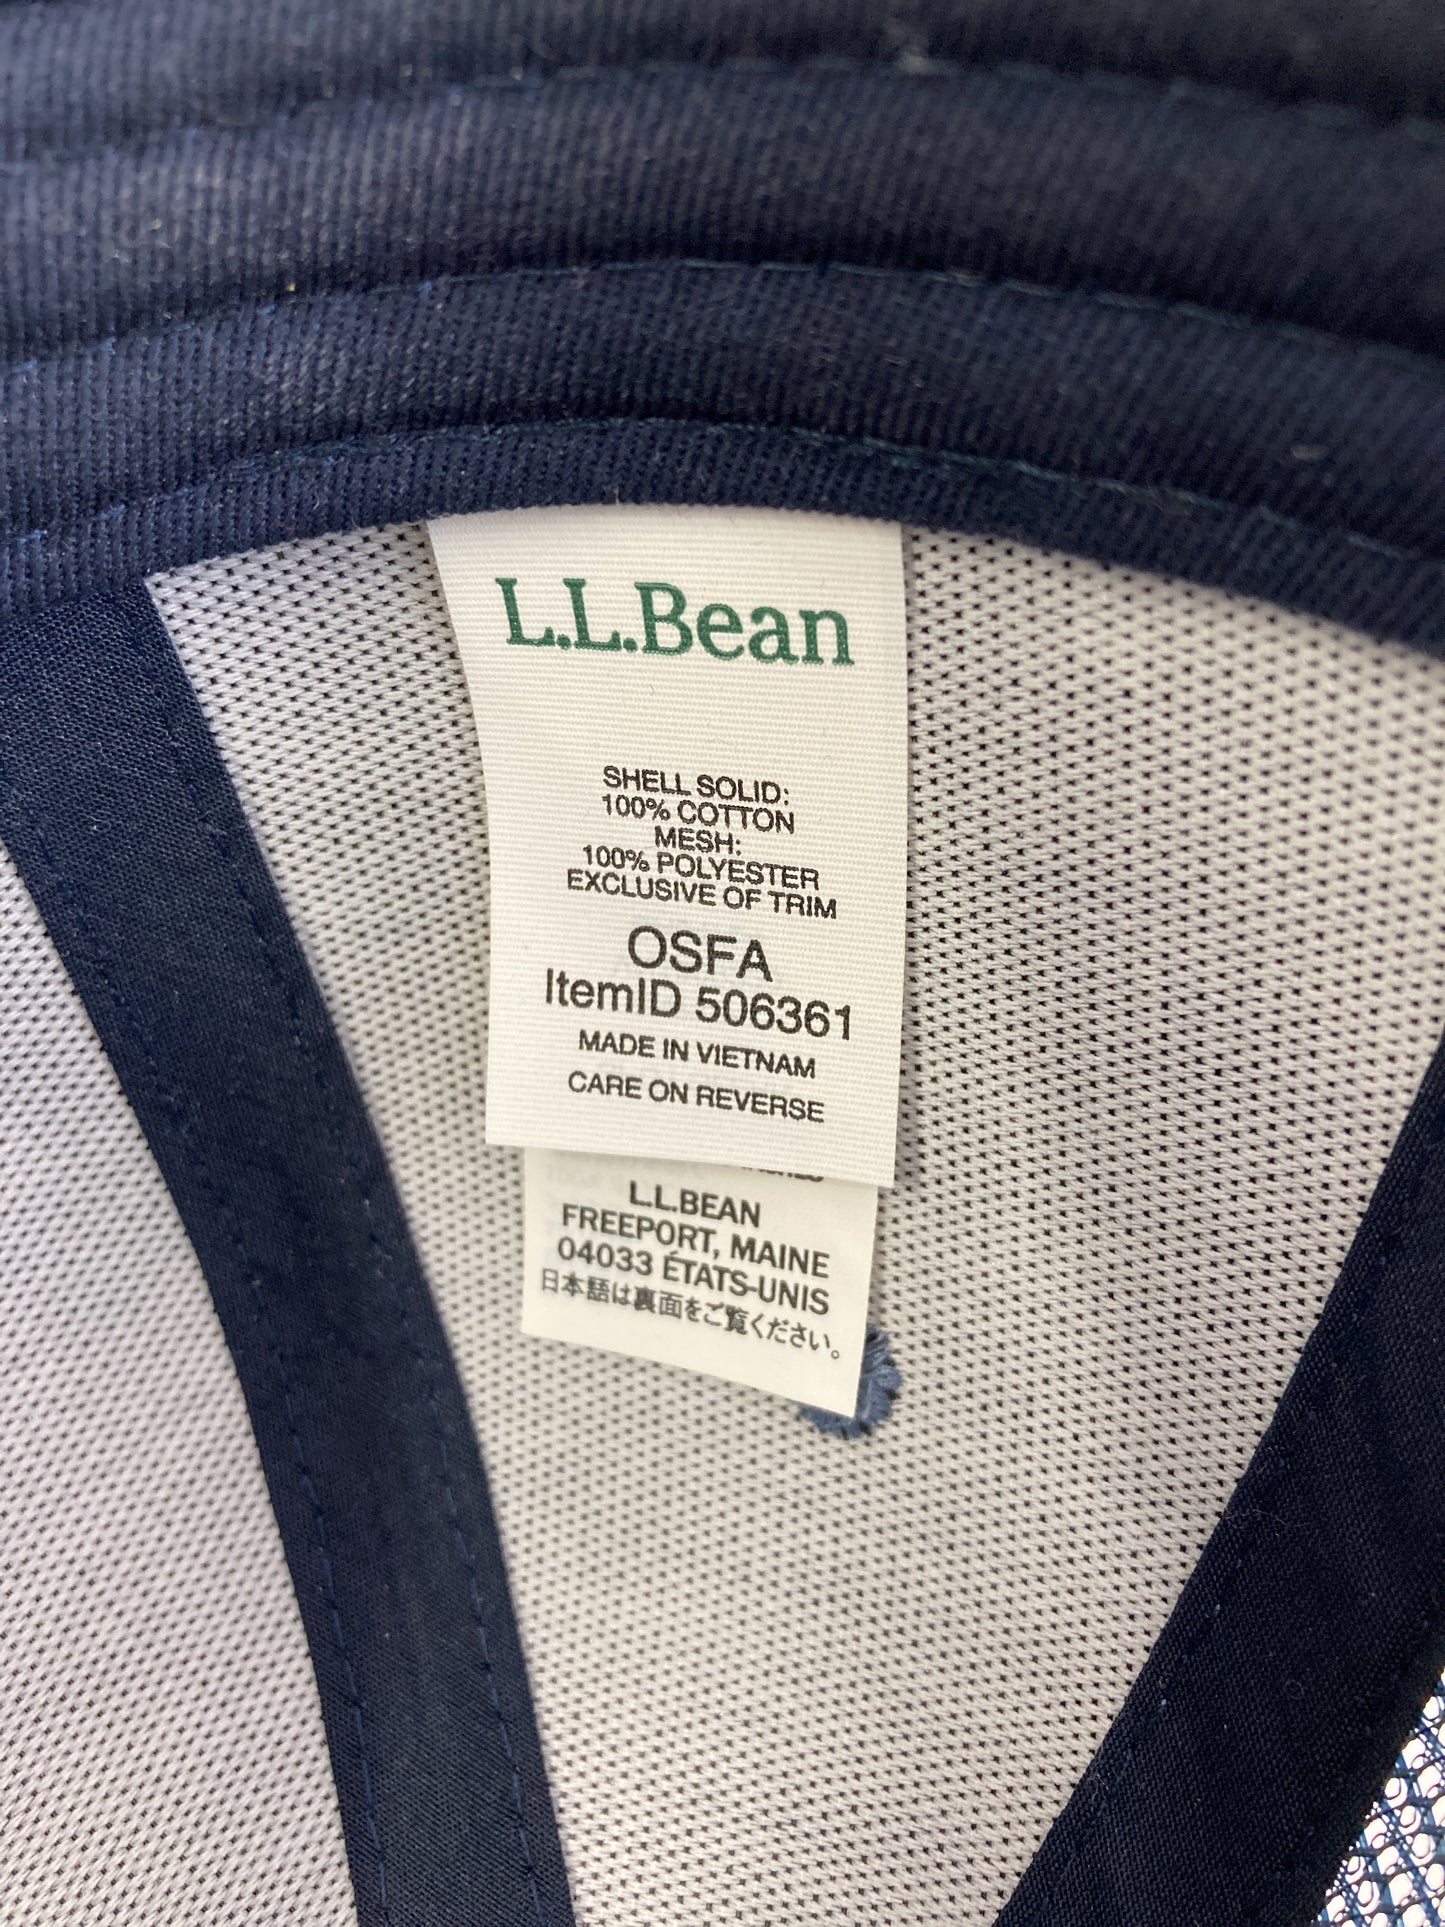 L.L.Bean
SHELL SOLID:
100% COTTON
MESH:
100% POLYESTER
EXCLUSIVE OF TRIM
OSFA
ItemID 506361
MADE IN VIETNAM
CARE ON REVERSE
L.L.BEAN
FREEPORT, MAINE
04033 ÉTATS-UNIS
日本語は裏面をご覧ください。